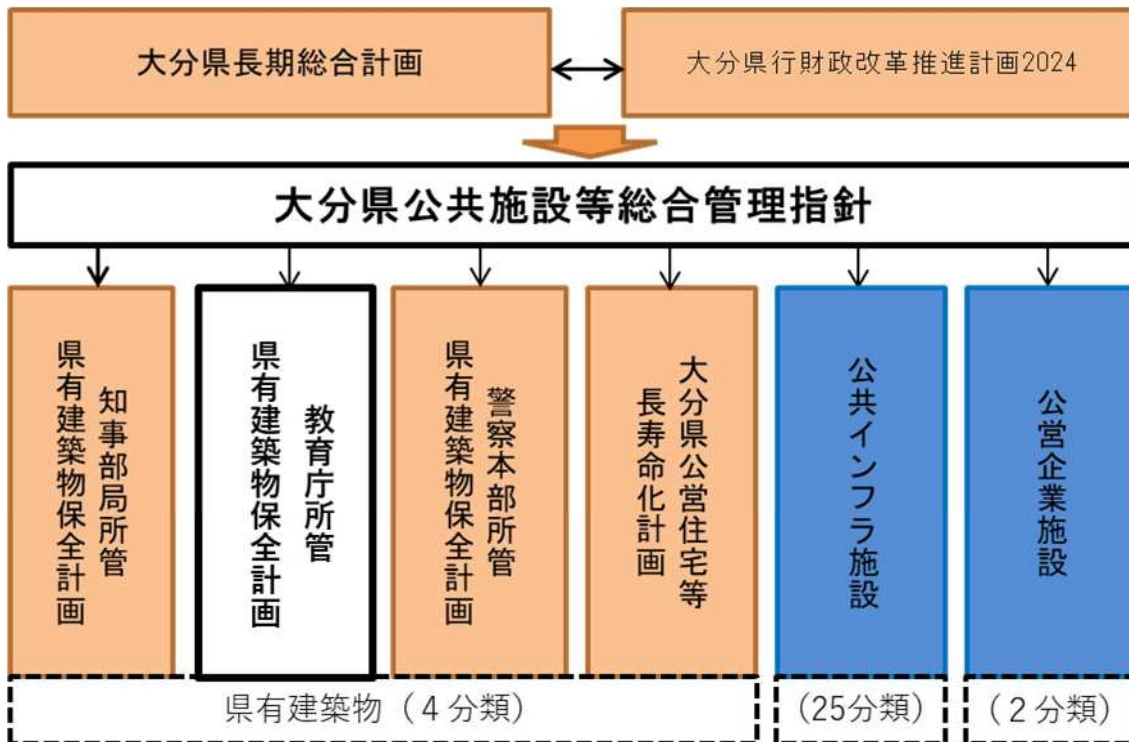 大分県長期総合計画
大分県行財政改革推進計画2024
大分県公共施設等総合管理指針
知事部局所管
県有建築物保全計画
教育庁所管
県有建築物保全計画
警察本部所管
県有建築物保全計画
大分県公営住宅等
長寿命化計画
公共インフラ施設
公営企業施設
県有建築物（４分類）
(25分類)
(２分類)